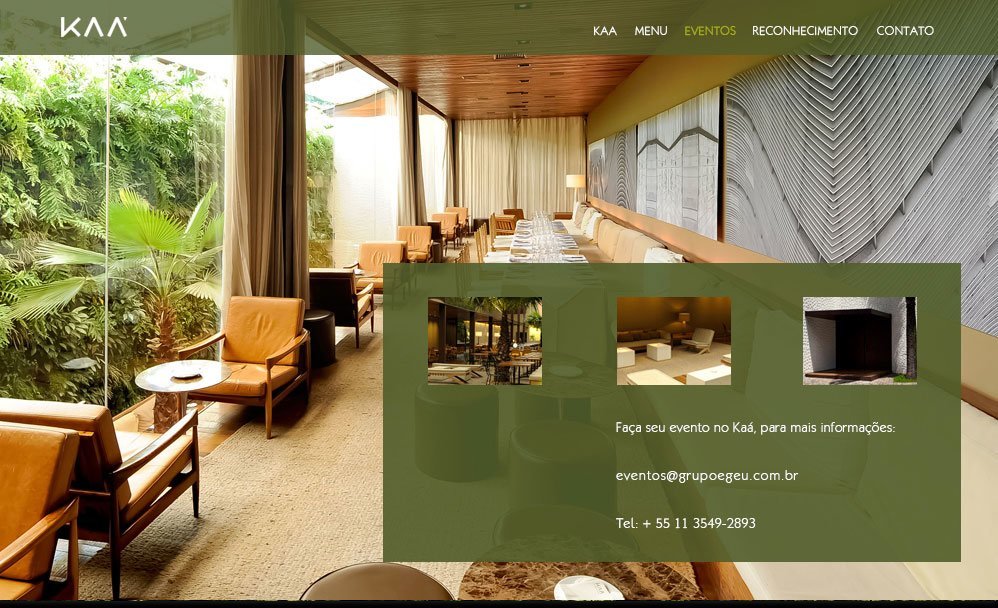 KAÁ
KAA MENU EVENTOS RECONHECIMENTO CONTATO
Faça seu evento no Kaá, para mais informações:
eventos@grupoegeu.com.br
Tel: + 55 11 3549-2893